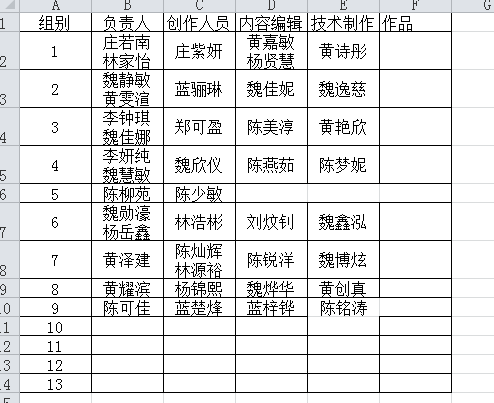 A B C D E F G
1 组别 负责人 创作人员 内容编辑 技术制作 作品
2 1 庄若南 林家怡 庄紫妍 黄嘉敏 杨贤慧 黄诗彤
3 2 魏静敏 黄雯渲 蓝骊琳 魏佳妮 魏逸慈
4 3 李钟琪 魏佳娜 郑可盈 陈美淳 黄艳欣
5 4 李妍纯 魏慧敏 魏欣仪 陈燕茹 陈梦妮
6 5 陈柳苑 陈少敏
7 6 魏勋濠 杨岳鑫 林浩彬 刘炆钊 魏鑫泓
8 7 黄泽建 陈灿辉 林源裕 陈锐洋 魏博炫
9 8 黄耀滨 杨锦熙 魏烨华 黄创真
10 9 陈可佳 蓝楚烽 蓝梓铧 陈铭涛
11 10
12 11
13 12
14 13